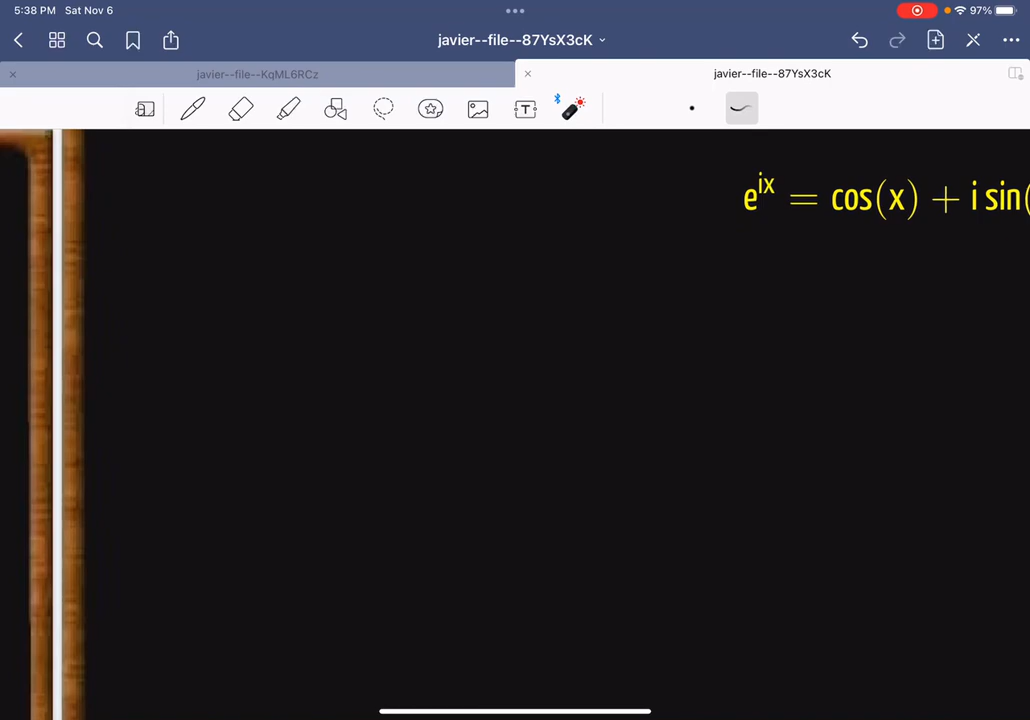 5:38 PM Sat Nov 6
97%
javier--file--87YsX3cK
javier--file--KqML6RCz
javier--file--87YsX3cK
a
T
e^{ix} = cos(x) + i sin(